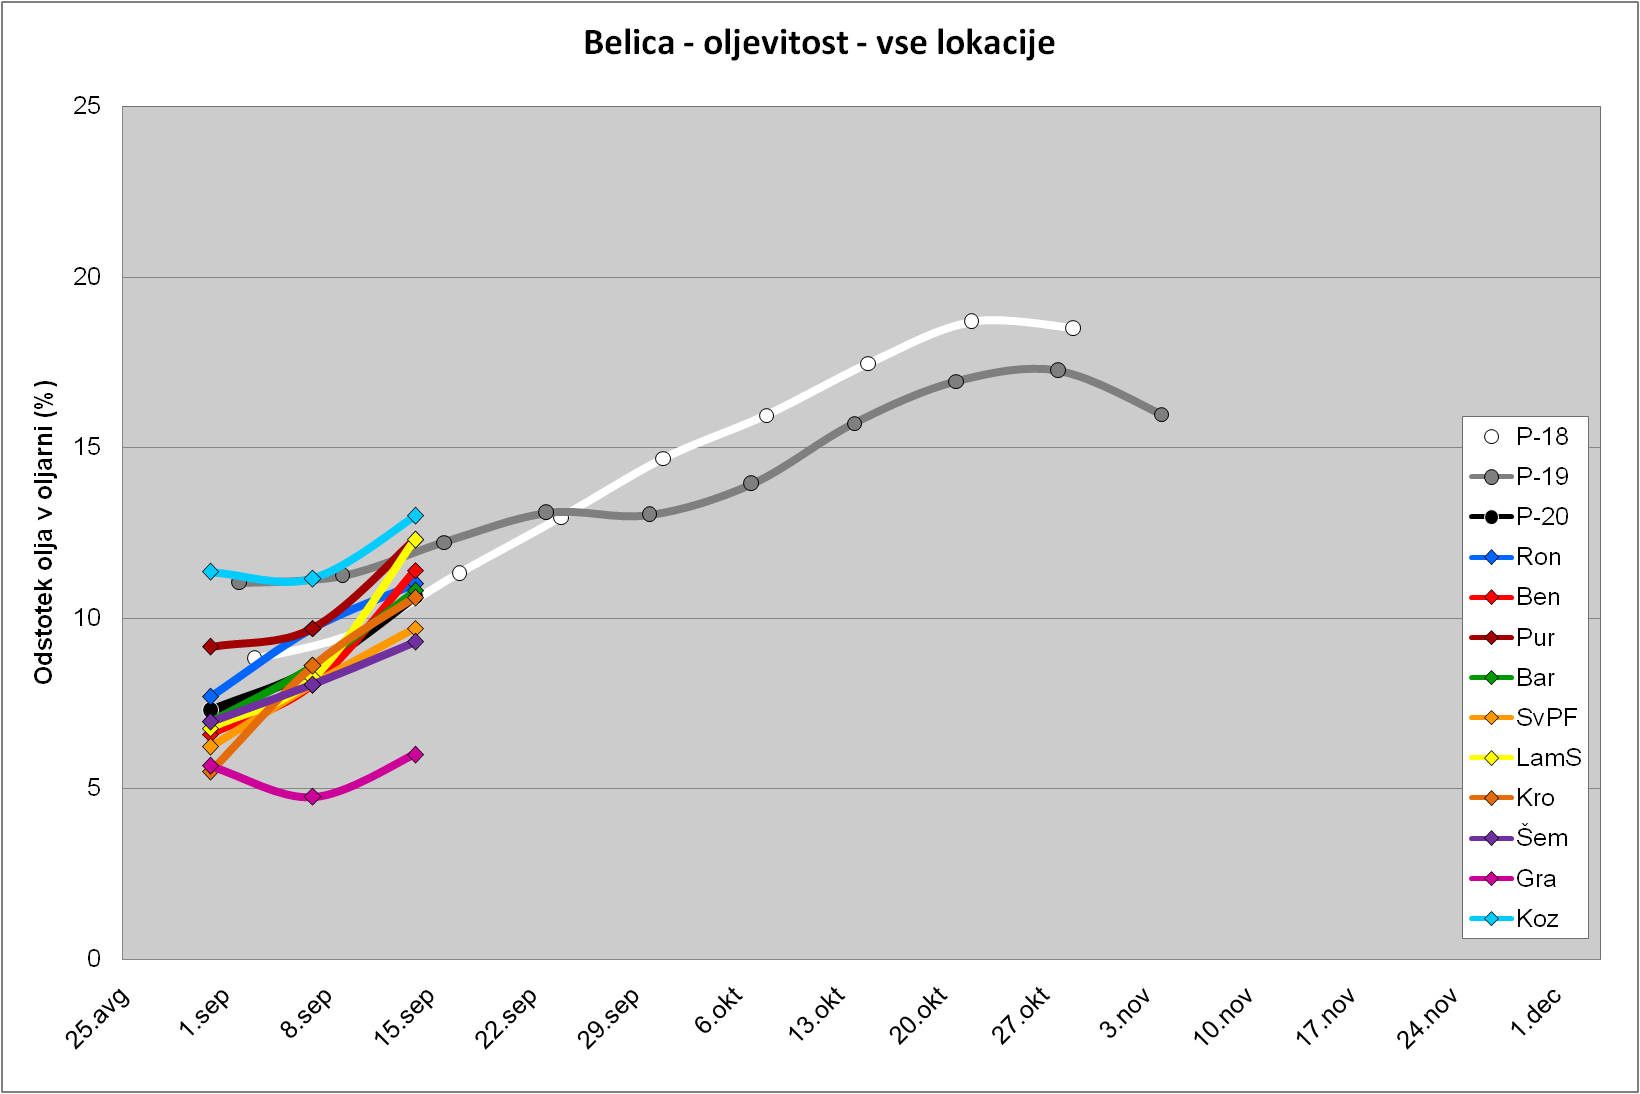 Belica - oljevitost - vse lokacije
Odstotek olja v oljarni (%)
25
20
15
10
5
0
25.avg
1.sep
8.sep
15.sep
22.sep
29.sep
6.okt
13.okt
20.okt
27.okt
3.nov
10.nov
17.nov
24.nov
1.dec
P-18
P-19
P-20
Ron
Ben
Pur
Bar
SvPF
LamS
Kro
Šem
Gra
Koz